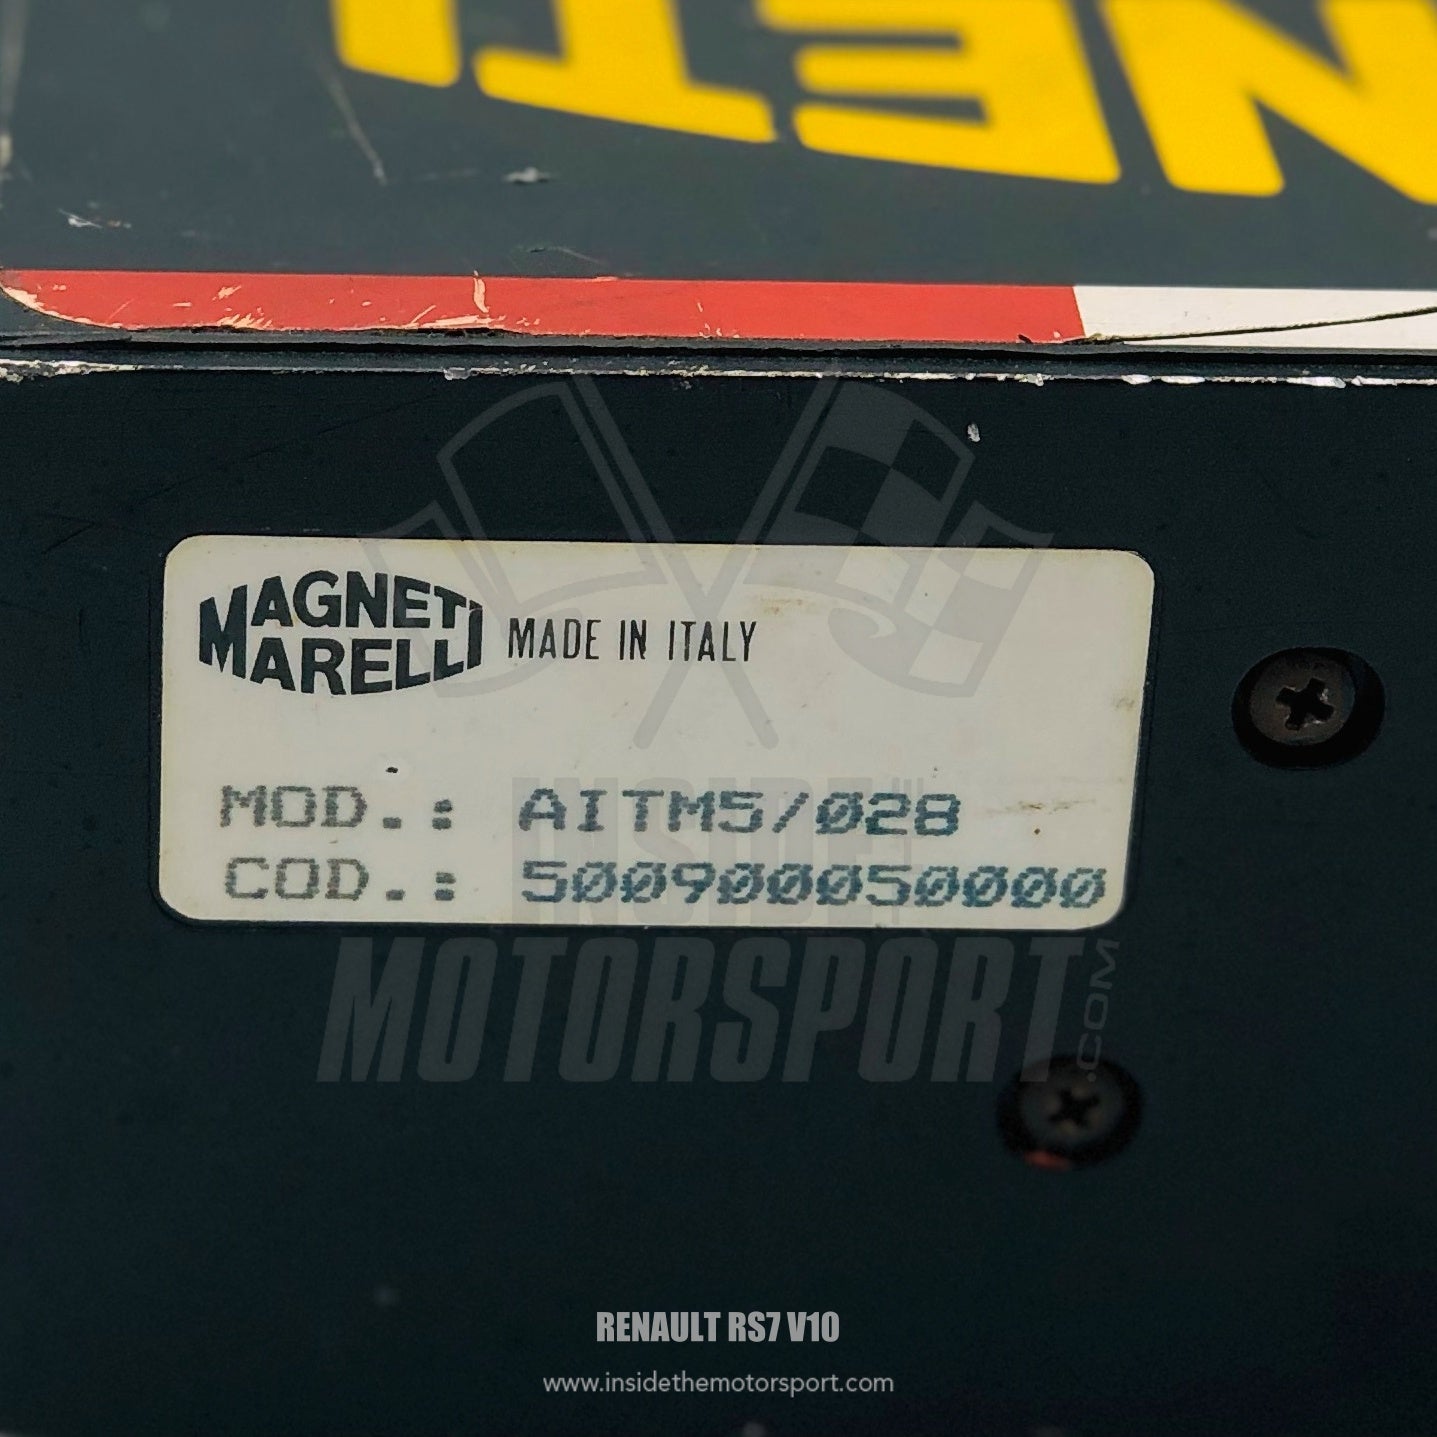 NETI
MAGNETI
MARELLI
MADE IN ITALY
MOD.: AITM5/028
COD.: 500900050000
INSIDE
THE
MOTORSPORT
.COM
RENAULT RS7 V10
www.insidethemotorsport.com